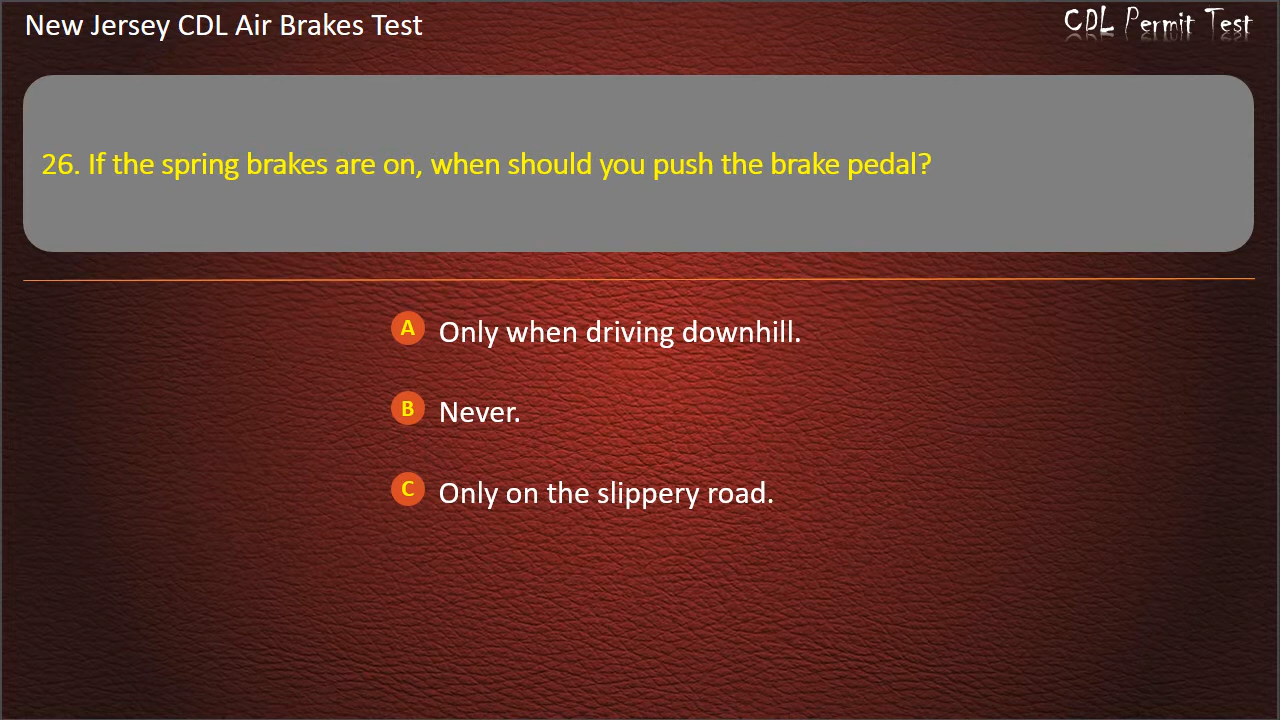 New Jersey CDL Air Brakes Test
CDL Permit Test
26. If the spring brakes are on, when should you push the brake pedal?
A Only when driving downhill.
B Never.
C Only on the slippery road.